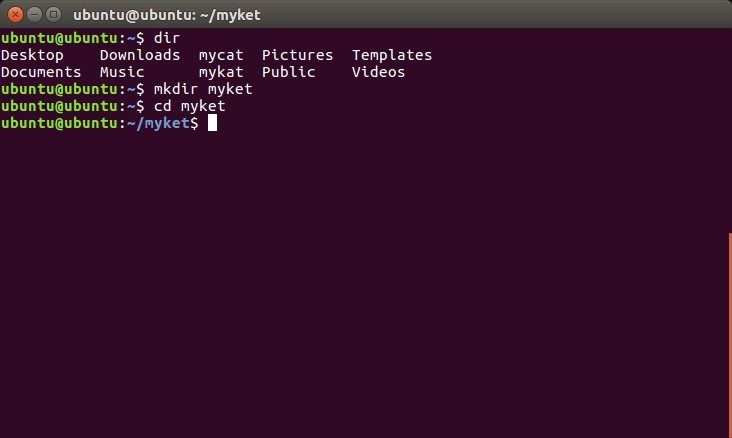 ubuntu@ubuntu: ~/myket
ubuntu@ubuntu:~$ dir
Desktop    Downloads  mycat  Pictures  Templates
Documents  Music      mykat  Public    Videos
ubuntu@ubuntu:~$ mkdir myket
ubuntu@ubuntu:~$ cd myket
ubuntu@ubuntu:~/myket$